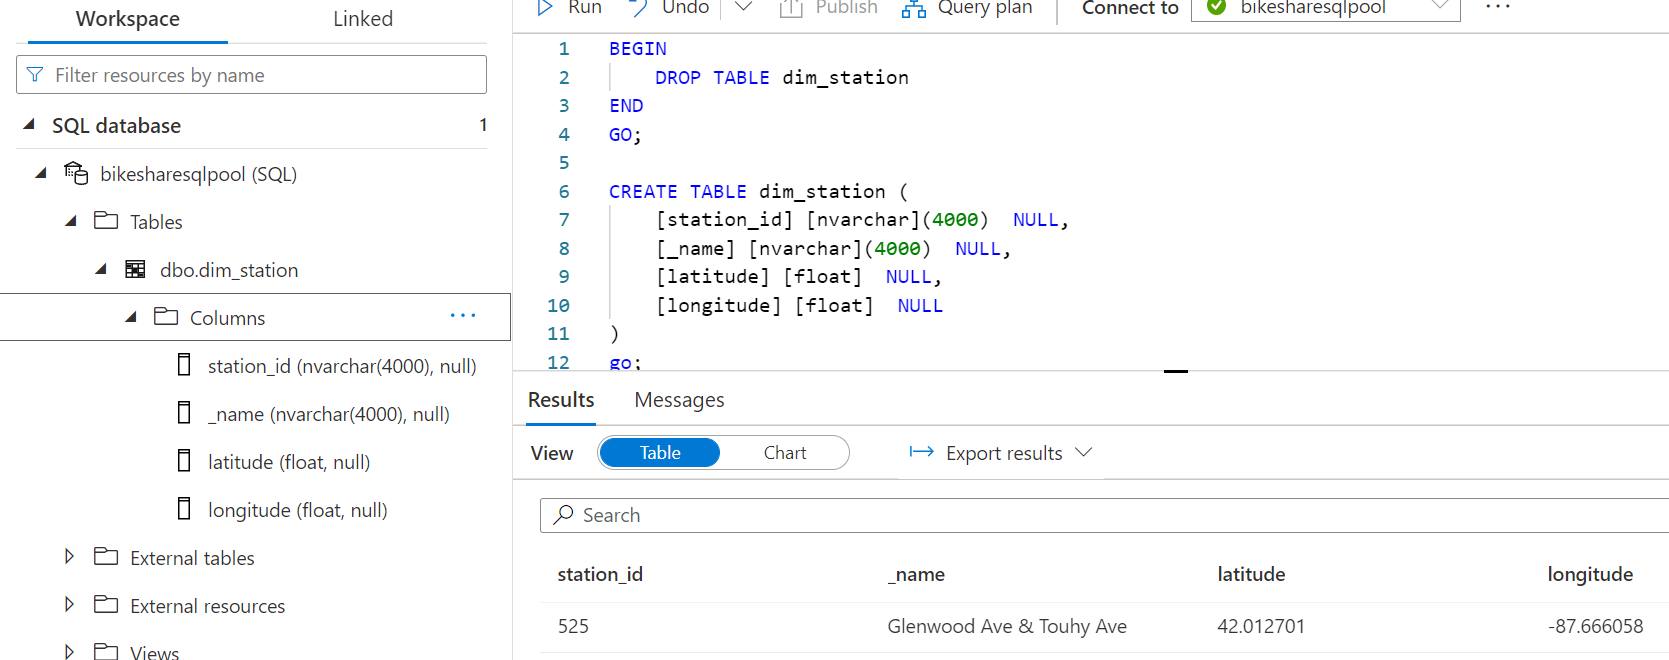 Workspace
Linked
Filter resources by name
SQL database 1
bikesharesqlpool (SQL)
Tables
dbo.dim_station
Columns ...
station_id (nvarchar(4000), null)
_name (nvarchar(4000), null)
latitude (float, null)
longitude (float, null)
External tables
External resources
Views
Run Undo Publish Query plan Connect to bikesharesqlpool ...
1 BEGIN
2 DROP TABLE dim_station
3 END
4 GO;
5
6 CREATE TABLE dim_station (
7 [station_id] [nvarchar](4000) NULL,
8 [_name] [nvarchar](4000) NULL,
9 [latitude] [float] NULL,
10 [longitude] [float] NULL
11 )
12 go;
Results Messages
View Table Chart Export results
Search
station_id _name latitude longitude
525 Glenwood Ave & Touhy Ave 42.012701 -87.666058